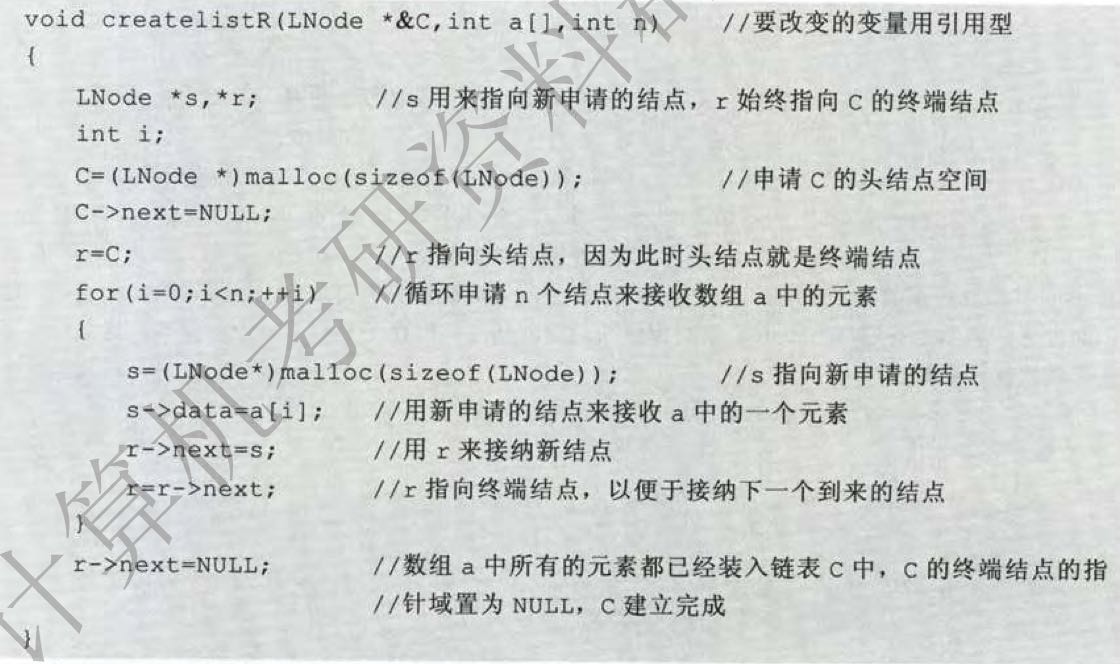 void createlistR(LNode *&C,int a[],int n) //要改变的变量用引用型
{
LNode *s,*r; //s 用来指向新申请的结点，r 始终指向 C 的终端结点
int i;
C=(LNode *)malloc(sizeof(LNode)); //申请 C 的头结点空间
C->next=NULL;
r=C; //r 指向头结点，因为此时头结点就是终端结点
for(i=0;i<n;++i) //循环申请 n 个结点来接收数组 a 中的元素
{
s=(LNode*)malloc(sizeof(LNode)); //s 指向新申请的结点
s->data=a[i]; //用新申请的结点来接收 a 中的一个元素
r->next=s; //用 r 来接纳新结点
r=r->next; //r 指向终端结点，以便于接纳下一个到来的结点
}
r->next=NULL; //数组 a 中所有的元素都已经装入链表 C 中，C 的终端结点的指
//针域置为 NULL，C 建立完成
}
计算机考研资料